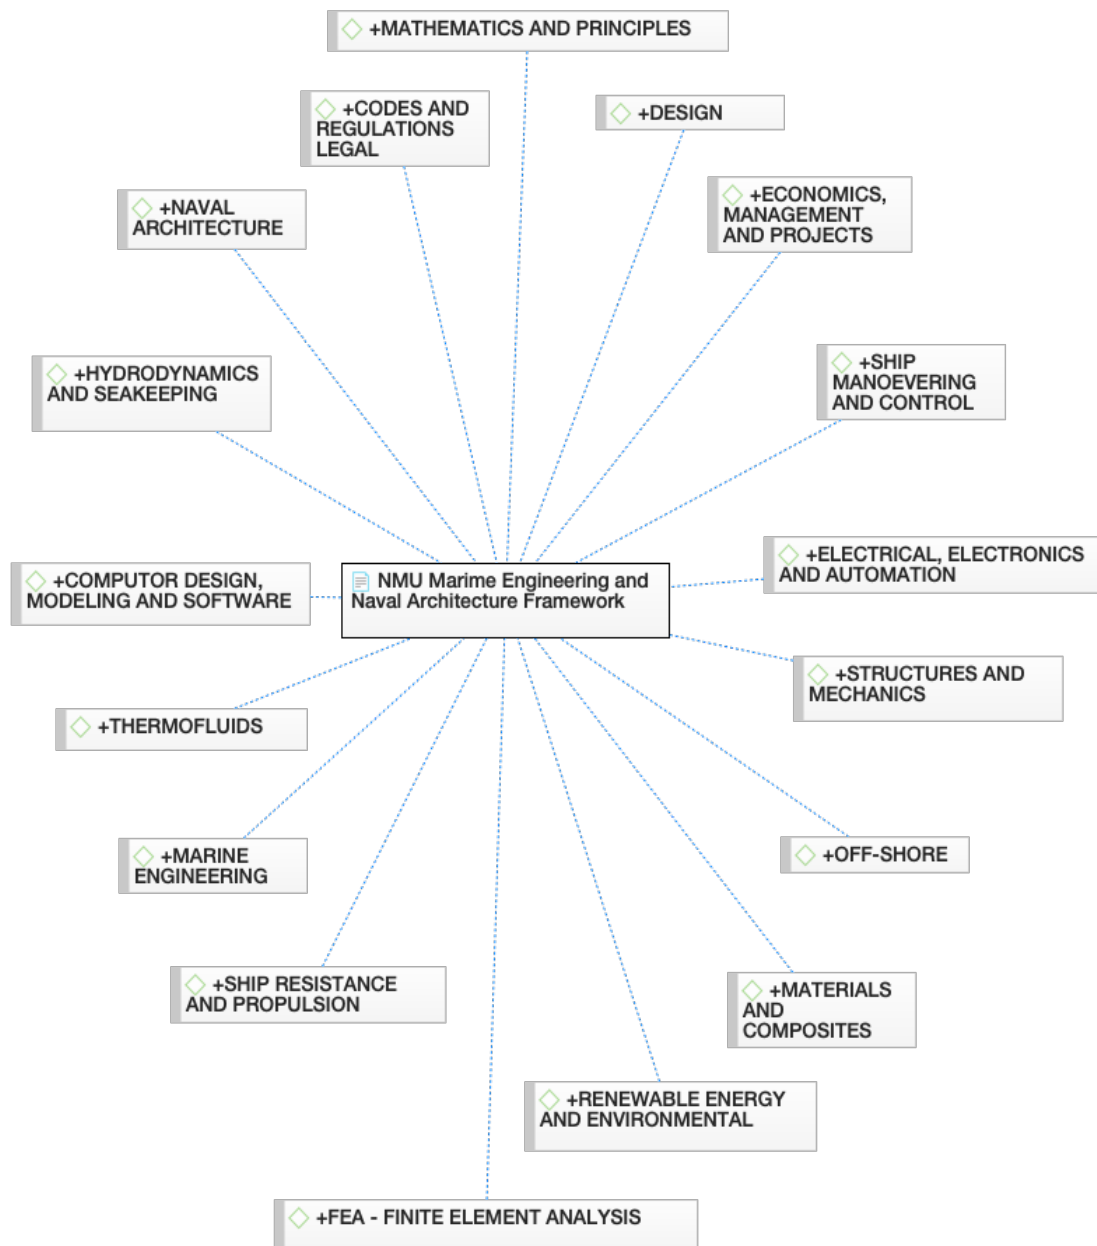 +MATHEMATICS AND PRINCIPLES
+CODES AND
REGULATIONS
LEGAL
+DESIGN
+NAVAL
ARCHITECTURE
+ECONOMICS,
MANAGEMENT
AND PROJECTS
+HYDRODYNAMICS
AND SEAKEEPING
+SHIP
MANOEVERING
AND CONTROL
+COMPUTOR DESIGN,
MODELING AND SOFTWARE
NMU Marime Engineering and
Naval Architecture Framework
+ELECTRICAL, ELECTRONICS
AND AUTOMATION
+STRUCTURES AND
MECHANICS
+THERMOFLUIDS
+MARINE
ENGINEERING
+OFF-SHORE
+SHIP RESISTANCE
AND PROPULSION
+MATERIALS
AND
COMPOSITES
+RENEWABLE ENERGY
AND ENVIRONMENTAL
+FEA - FINITE ELEMENT ANALYSIS